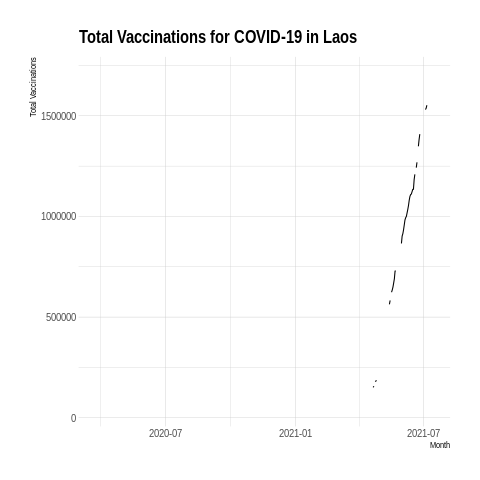 Total Vaccinations for COVID-19 in Laos
Total Vaccinations
1500000
1000000
500000
0
2020-07 2021-01 2021-07
Month